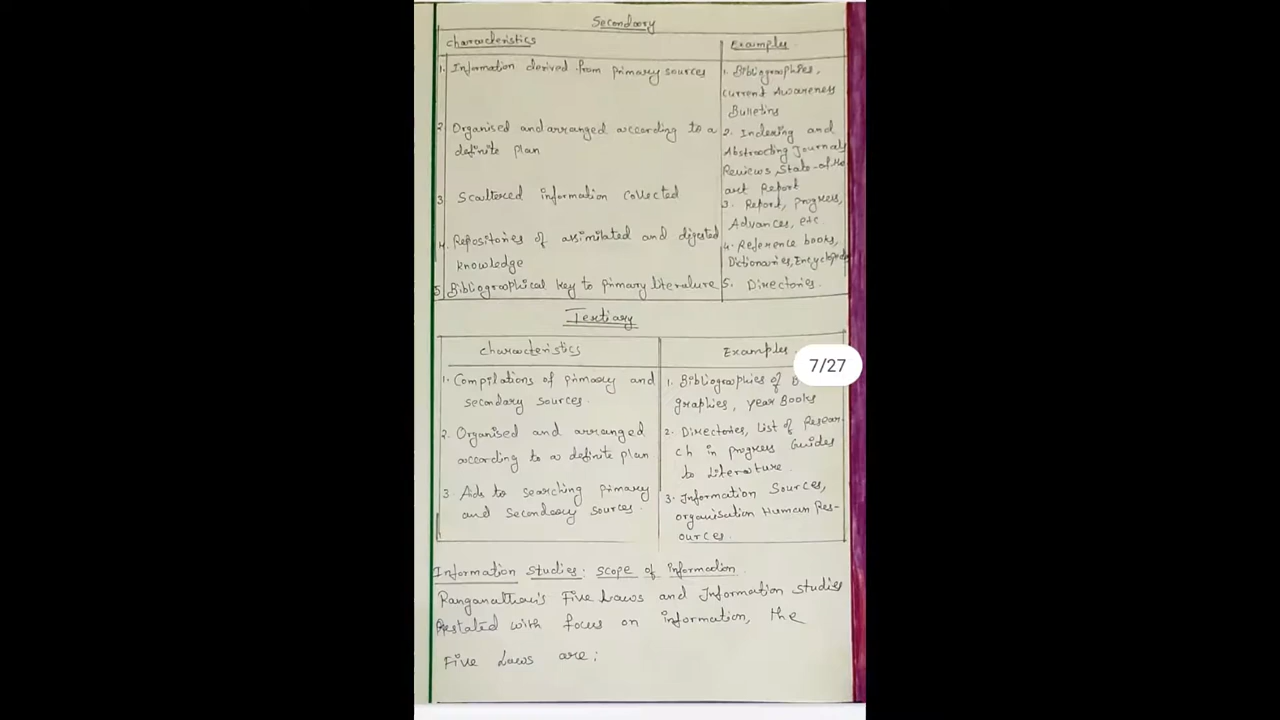 Secondary
Characteristics Examples
1. Information derived from primary sources
2. Organised and arranged according to a
definite plan
3 Scattered information collected
4. Repositories of assimilated and digested
knowledge
5 Bibliographical key to primary literature
1. Bibliographies,
Current Awareness
Bulletins
2. Indexing and
Abstracting Journals
Reviews, State-of-the
art Report
3. Report, progress,
Advances, etc
4. Reference books,
Dictionaries, Encyclopedia
5. Directories.
Tertiary
Characteristics Examples
1. Compilations of primary and
secondary sources.
2. Organised and arranged
according to a definite plan
3 Aids to searching primary
and secondary sources.
1. Bibliographies of
graphies, Year Books
2. Directories, List of Resear-
ch in progress Guides
to Literature.
3. Information Sources,
organisation Human Res-
ources.
7/27
Information Studies: Scope of Information
Ranganathan's Five Laws and Information Studies
Restated with focus on information, the
Five Laws are: